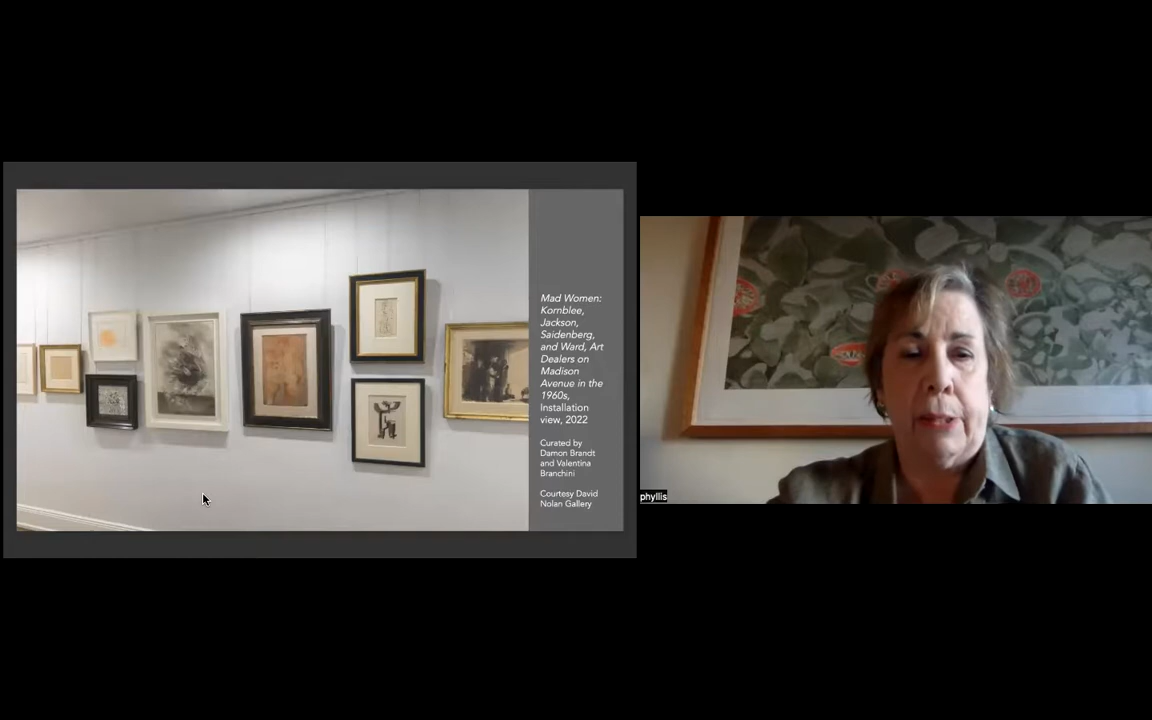 Mad Women:
Kornblee,
Jackson,
Saidenberg,
and Ward, Art
Dealers on
Madison
Avenue in the
1960s,
Installation
view, 2022
Curated by
Damon Brandt
and Valentina
Branchini
Courtesy David
Nolan Gallery
phyllis